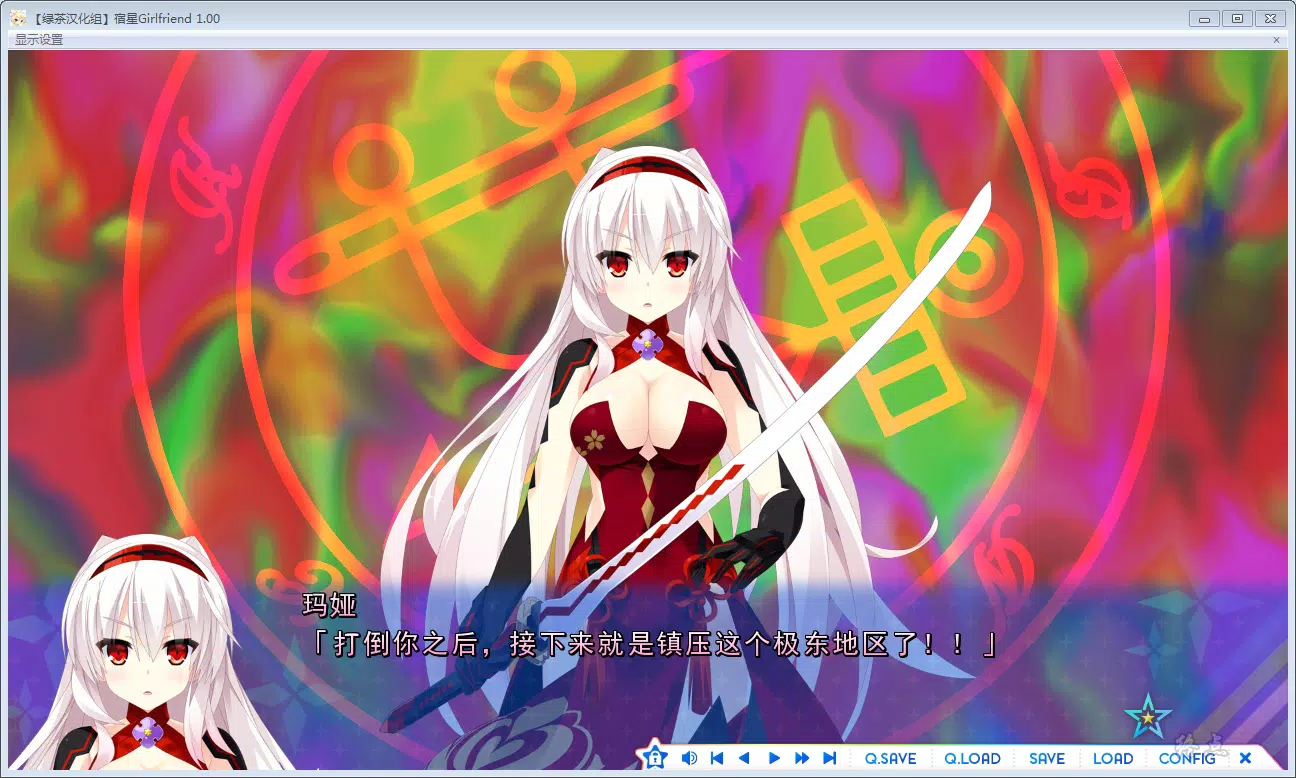 【绿茶汉化组】宿星Girlfriend 1.00
显示设置
玛娅
「打倒你之后，接下来就是镇压这个极东地区了！！」
Q.SAVE Q.LOAD SAVE LOAD CONFIG